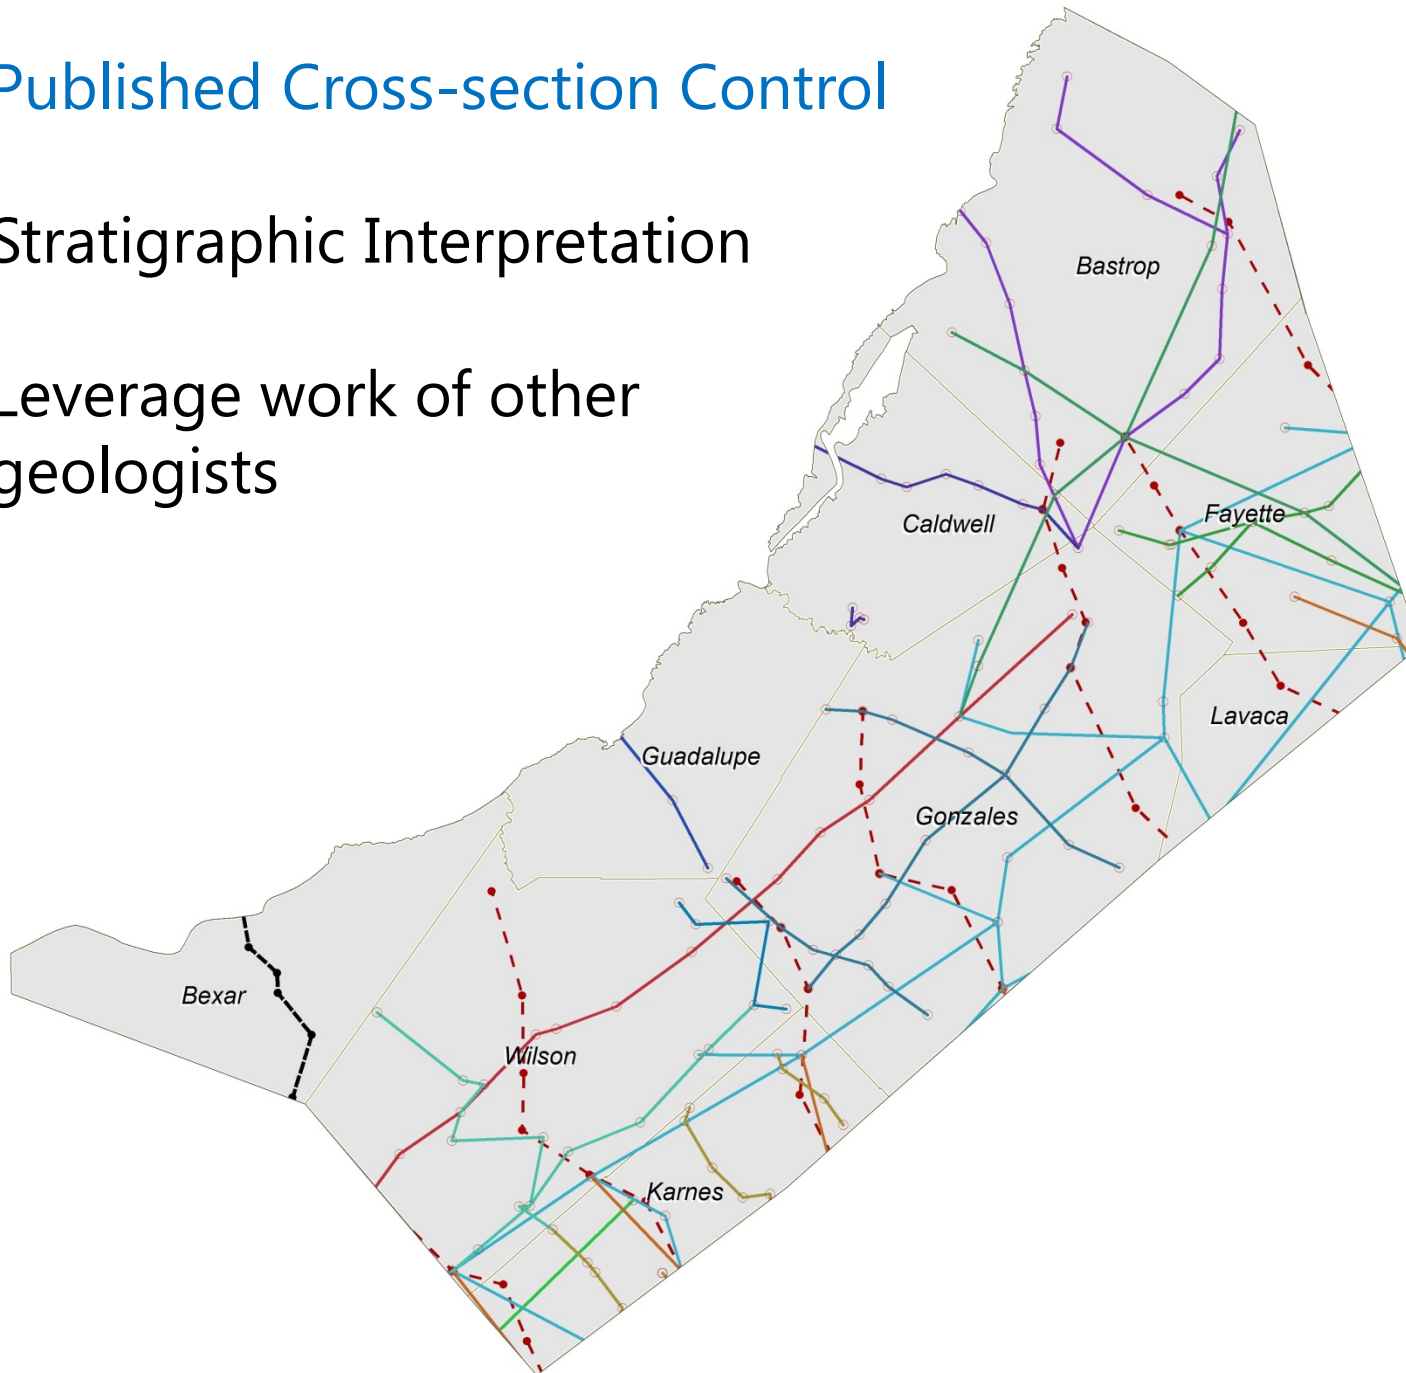 Published Cross-section Control
Stratigraphic Interpretation
Leverage work of other
geologists
Bastrop
Caldwell
Fayette
Lavaca
Guadalupe
Gonzales
Bexar
Wilson
Karnes